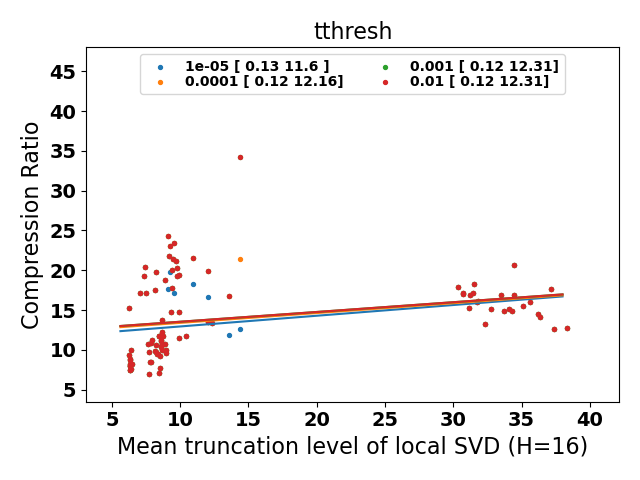 tthresh
1e-05 [ 0.13 11.6 ]
0.0001 [ 0.12 12.16]
0.001 [ 0.12 12.31]
0.01 [ 0.12 12.31]
Compression Ratio
45
40
35
30
25
20
15
10
5
5 10 15 20 25 30 35 40
Mean truncation level of local SVD (H=16)